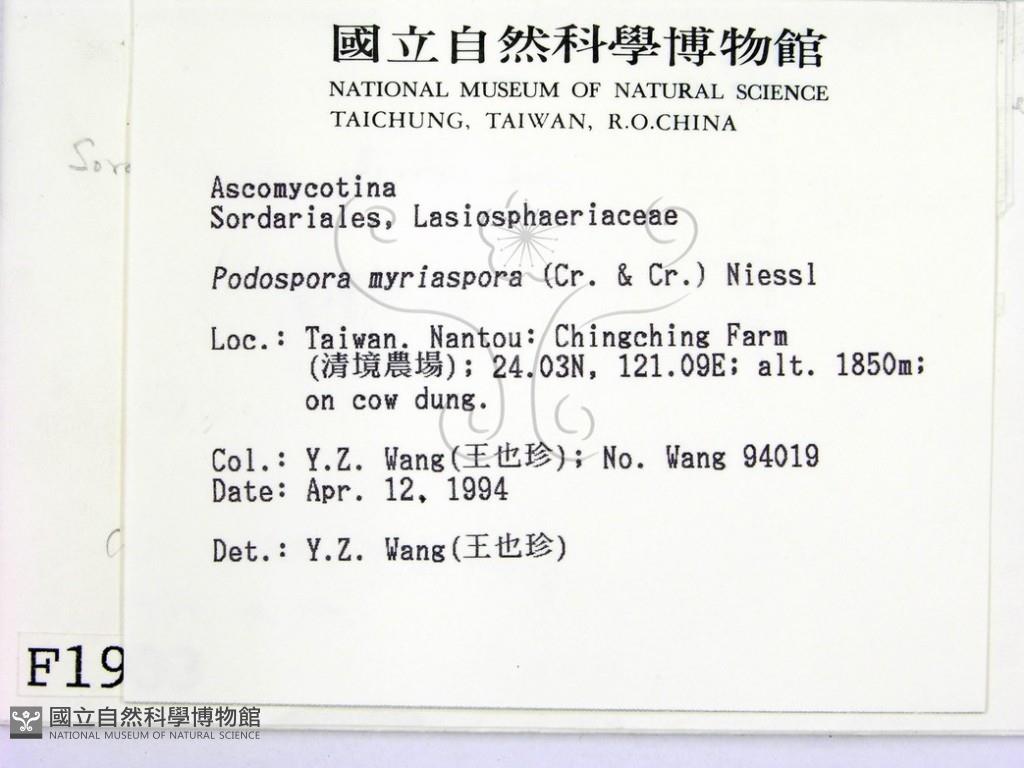 國立自然科學博物館
NATIONAL MUSEUM OF NATURAL SCIENCE
TAICHUNG, TAIWAN, R.O.CHINA
Ascomycotina
Sordariales, Lasiosphaeriaceae
Podospora myriaspora (Cr. & Cr.) Niessl
Loc.: Taiwan. Nantou: Chingching Farm
(清境農場); 24.03N, 121.09E; alt. 1850m;
on cow dung.
Col.: Y.Z. Wang(王也珍); No. Wang 94019
Date: Apr. 12, 1994
Det.: Y.Z. Wang(王也珍)
F19
國立自然科學博物館
NATIONAL MUSEUM OF NATURAL SCIENCE